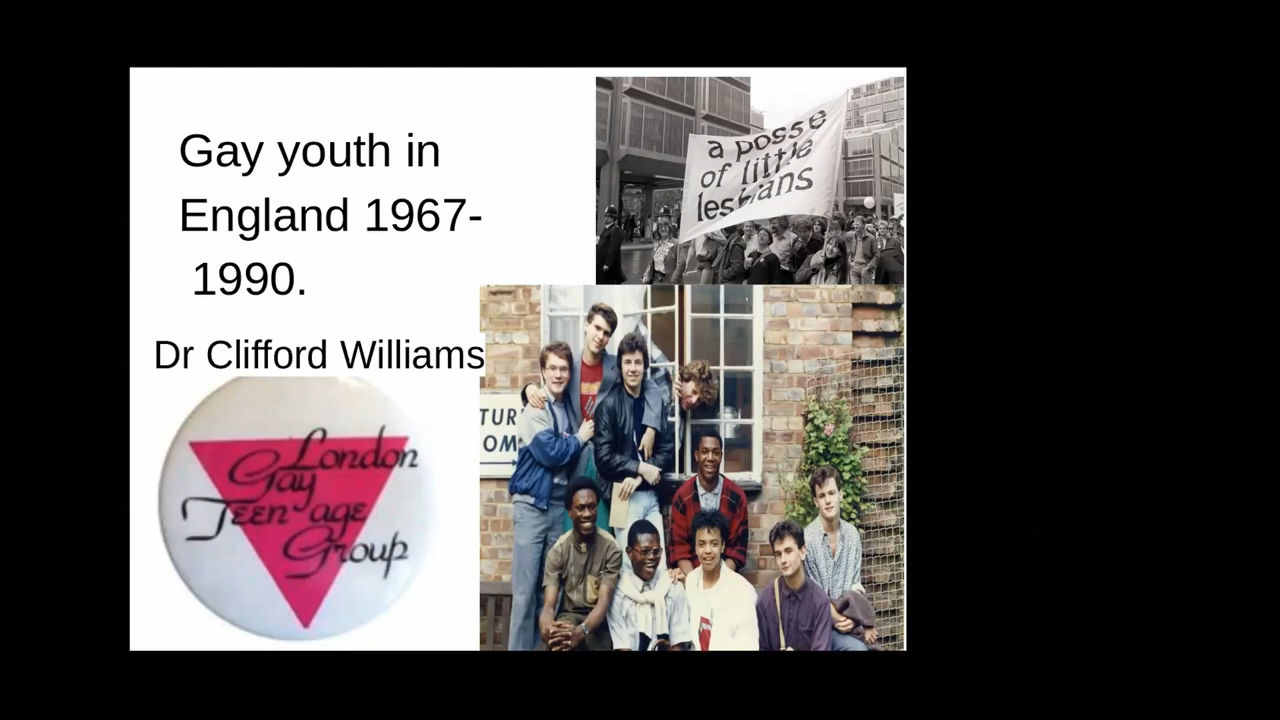 Gay youth in
England 1967-
1990.
Dr Clifford Williams
a posse
of little
lesbians
London
Gay
Teenage
Group
TUR
OM